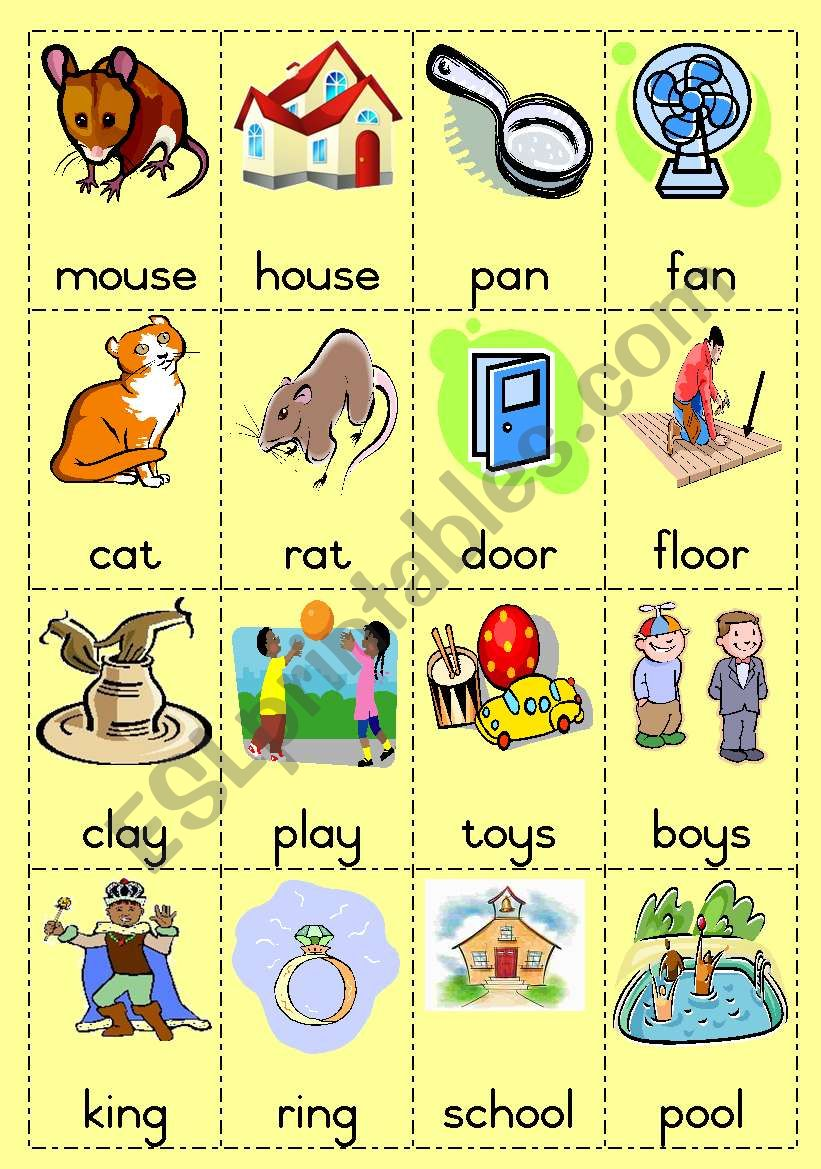 mouse house pan fan
cat rat door floor
clay play toys boys
king ring school pool
ESLprintables.com